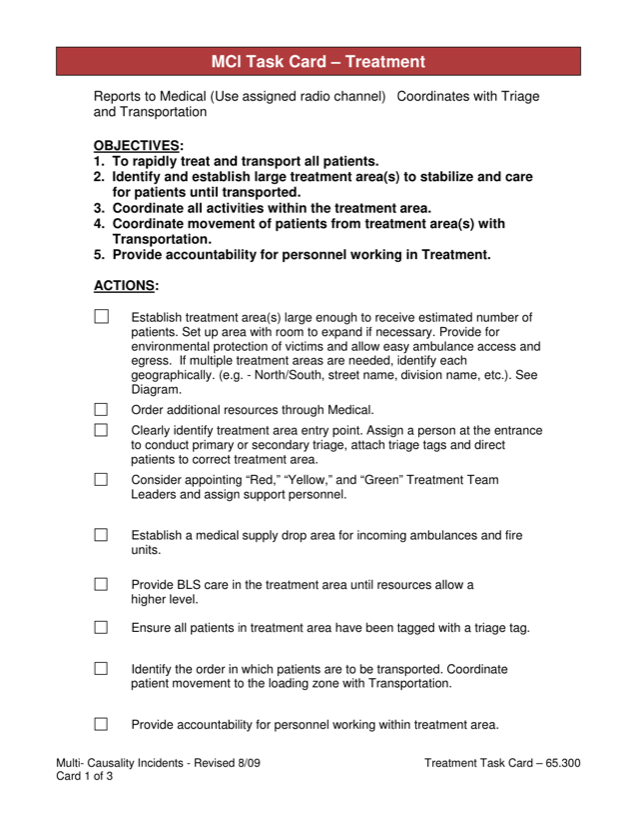 MCI Task Card – Treatment
Reports to Medical (Use assigned radio channel)   Coordinates with Triage
and Transportation
OBJECTIVES:
1. To rapidly treat and transport all patients.
2. Identify and establish large treatment area(s) to stabilize and care
for patients until transported.
3. Coordinate all activities within the treatment area.
4. Coordinate movement of patients from treatment area(s) with
Transportation.
5. Provide accountability for personnel working in Treatment.
ACTIONS:
Establish treatment area(s) large enough to receive estimated number of
patients. Set up area with room to expand if necessary. Provide for
environmental protection of victims and allow easy ambulance access and
egress.  If multiple treatment areas are needed, identify each
geographically. (e.g. - North/South, street name, division name, etc.). See
Diagram.
Order additional resources through Medical.
Clearly identify treatment area entry point. Assign a person at the entrance
to conduct primary or secondary triage, attach triage tags and direct
patients to correct treatment area.
Consider appointing “Red,” “Yellow,” and “Green” Treatment Team
Leaders and assign support personnel.
Establish a medical supply drop area for incoming ambulances and fire
units.
Provide BLS care in the treatment area until resources allow a
higher level.
Ensure all patients in treatment area have been tagged with a triage tag.
Identify the order in which patients are to be transported. Coordinate
patient movement to the loading zone with Transportation.
Provide accountability for personnel working within treatment area.
Multi- Causality Incidents - Revised 8/09 Treatment Task Card – 65.300
Card 1 of 3